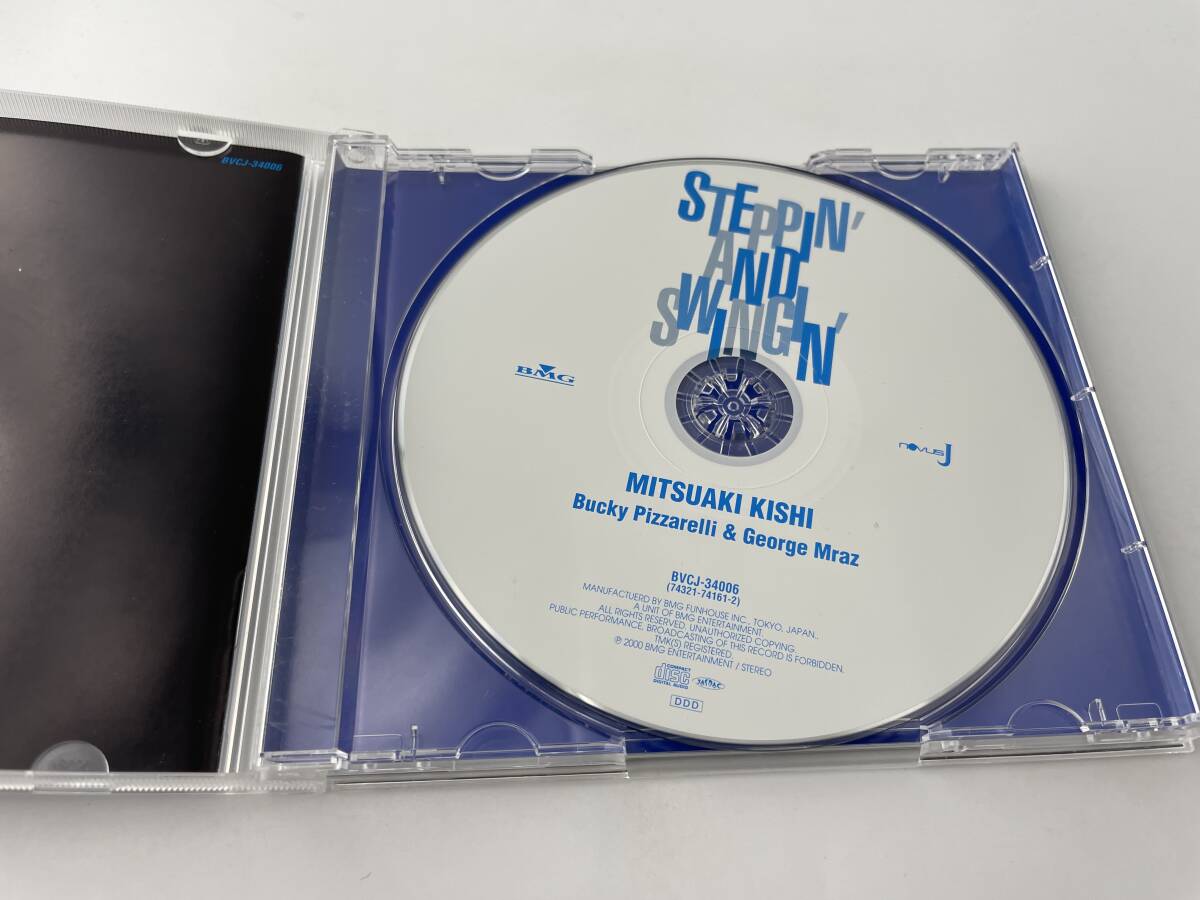 BVCJ-34006
STEPPIN'
AND
SWINGIN'
BMG
novus J
MITSUAKI KISHI
Bucky Pizzarelli & George Mraz
BVCJ-34006
(74321-74161-2)
MANUFACTUERD BY BMG FUNHOUSE INC., TOKYO, JAPAN..
A UNIT OF BMG ENTERTAINMENT.
ALL RIGHTS RESERVED. UNAUTHORIZED COPYING.
PUBLIC PERFORMANCE. BROADCASTING OF THIS RECORD IS FORBIDDEN.
TMK(S) REGISTERED.
℗ 2000 BMG ENTERTAINMENT / STEREO
COMPACT
disc
DIGITAL AUDIO
JASRAC
DDD